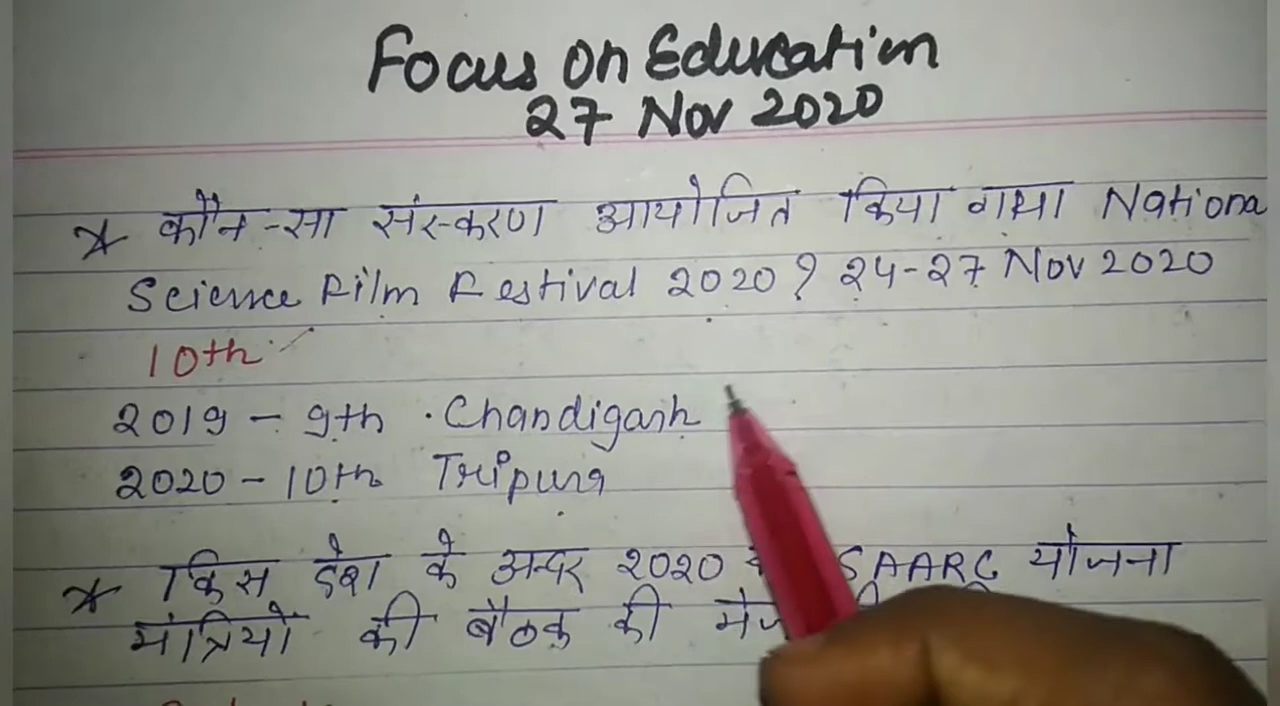 Focus on Education
27 Nov 2020
* कौन-सा संस्करण आयोजित किया गया Nationa
Science Film Festival 2020? 24-27 Nov 2020
10th
2019 - 9th . Chandigarh
2020 - 10th Tripura
* किस देश के अन्दर 2020 SAARC योजना
मंत्रियो की बैठक की